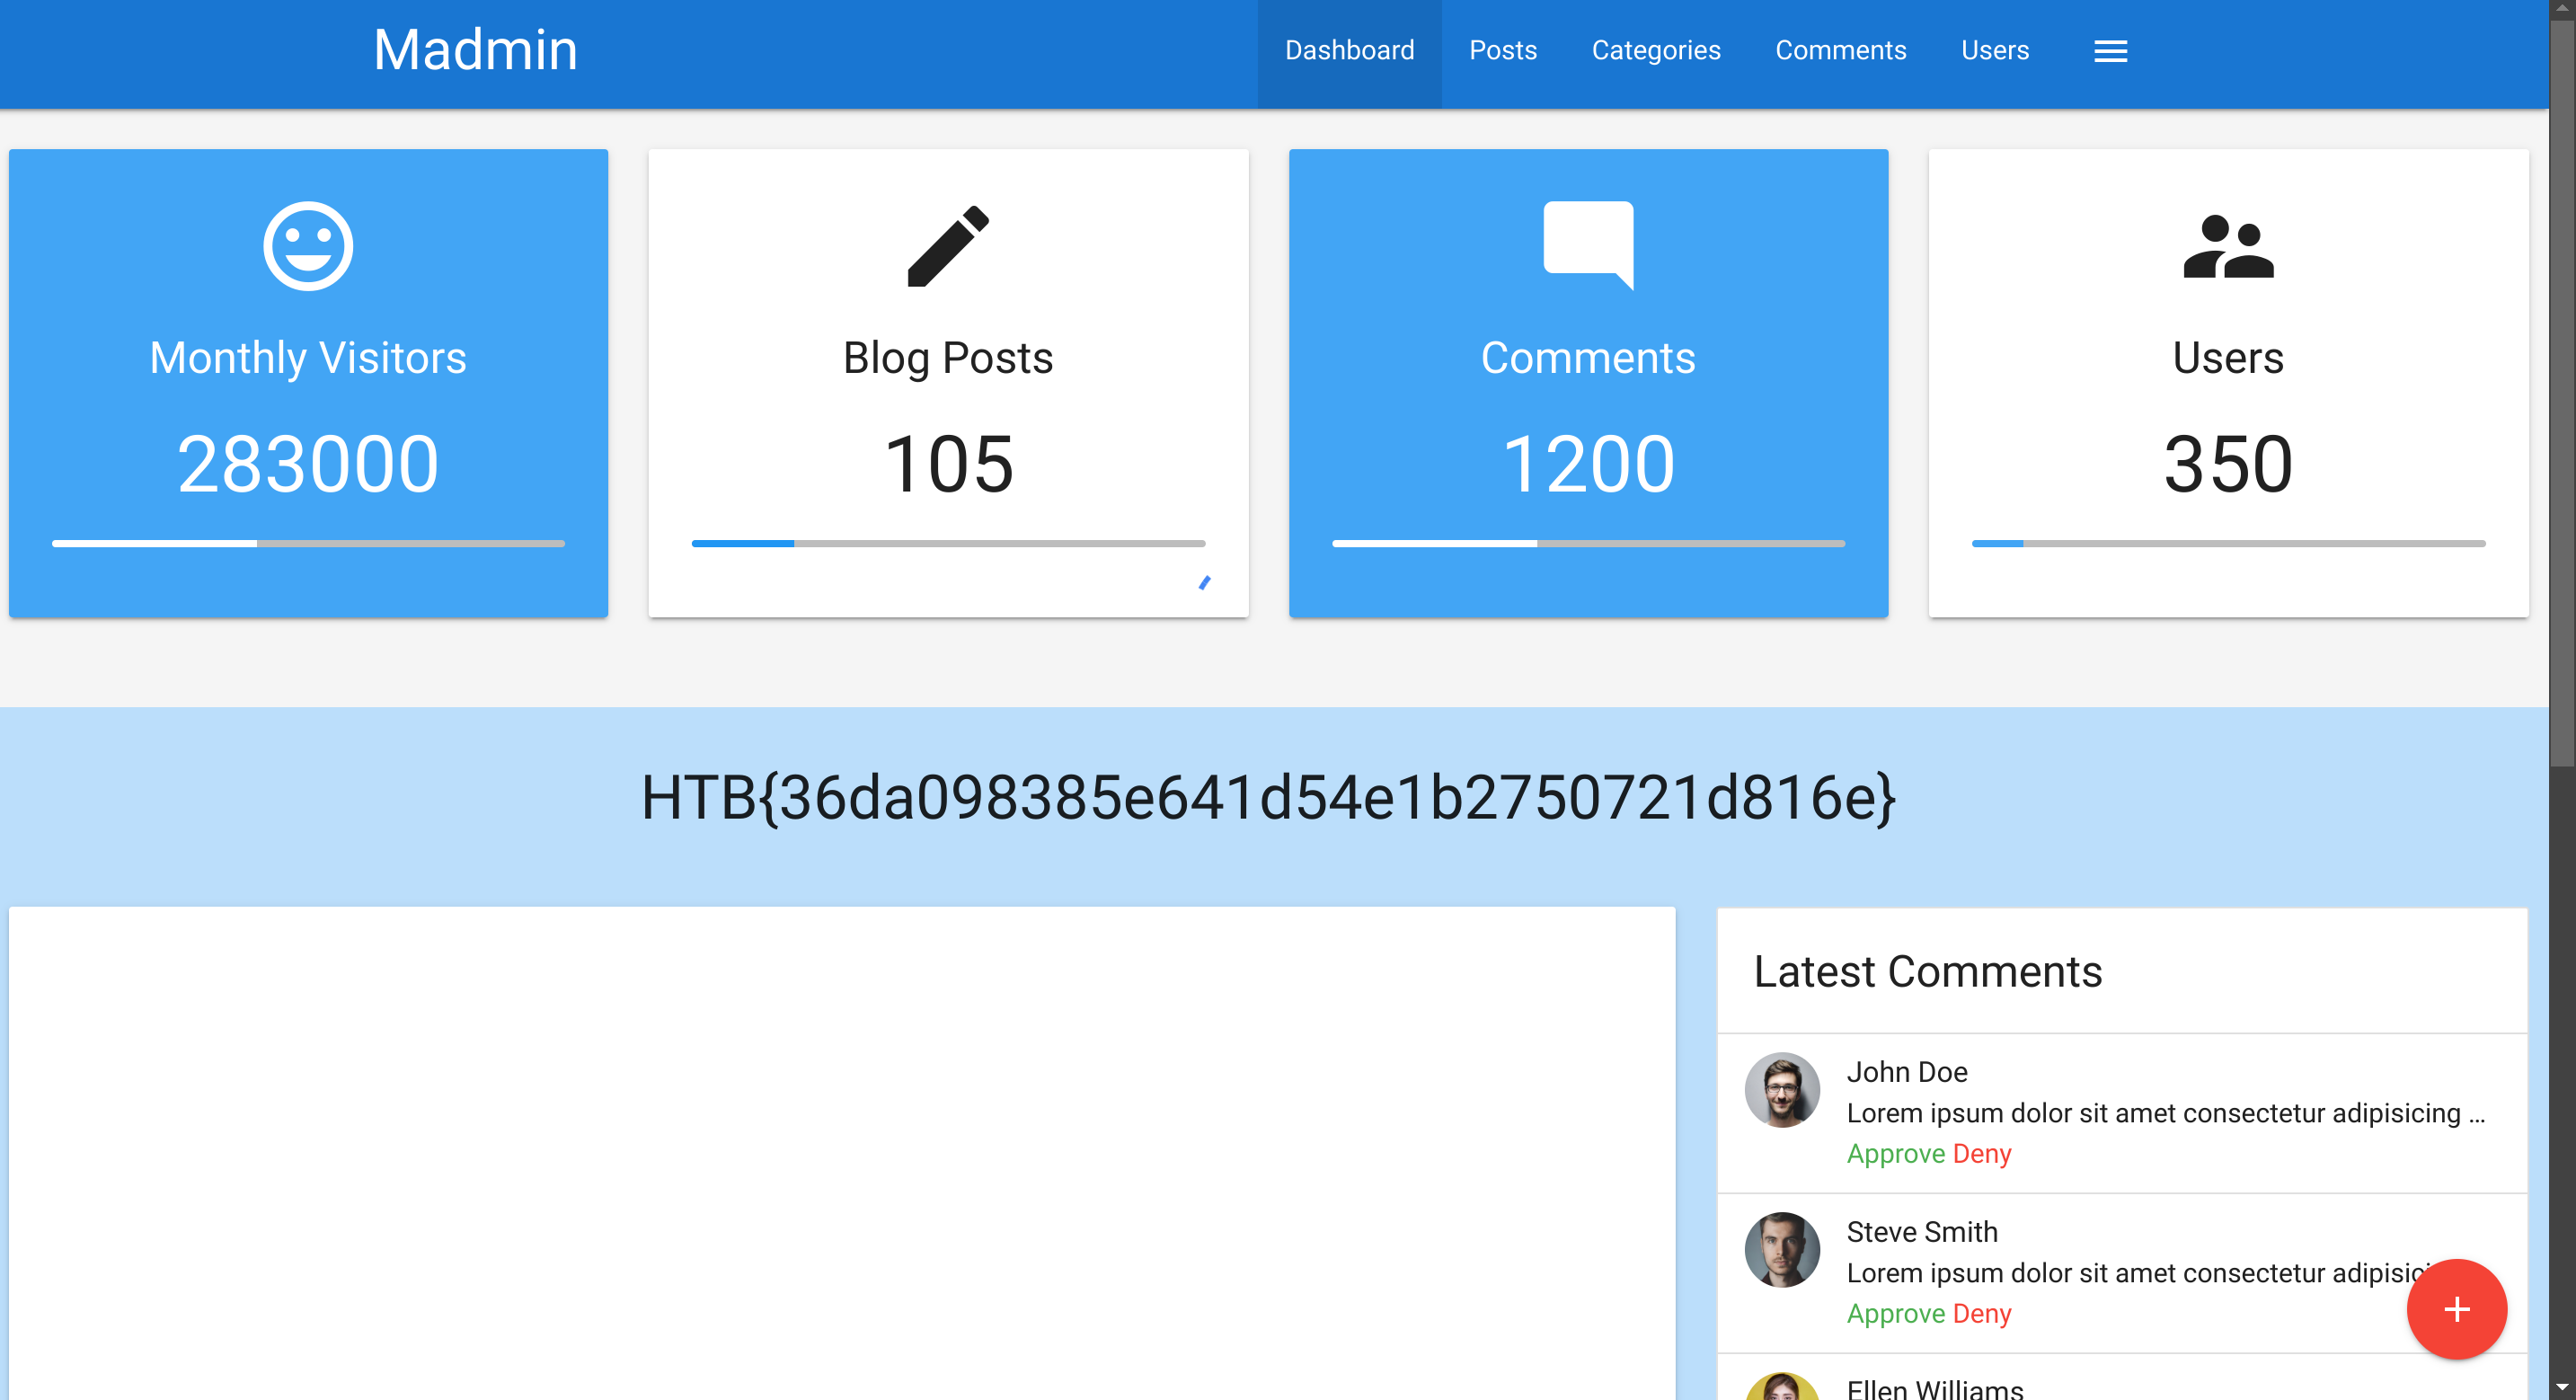 Madmin
Dashboard Posts Categories Comments Users
Monthly Visitors
283000
Blog Posts
105
Comments
1200
Users
350
HTB{36da098385e641d54e1b2750721d816e}
Latest Comments
John Doe
Lorem ipsum dolor sit amet consectetur adipisicing ...
Approve Deny
Steve Smith
Lorem ipsum dolor sit amet consectetur adipisici
Approve Deny
Ellen Williams